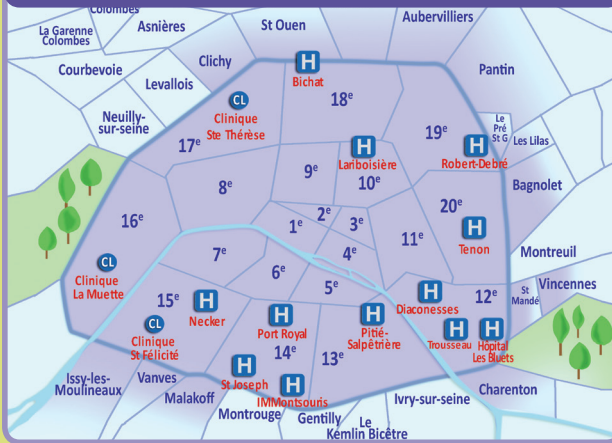 Colombes
La Garenne
Colombes
Asnières
St Ouen
Aubervilliers
Courbevoie
Clichy
Levallois
H
Bichat
18e
Pantin
Neuilly-
sur-seine
CL
Clinique
Ste Thérèse
17e
19e
Le
Pré
St G
Les Lilas
H
Lariboisière
10e
H
Robert-Debré
9e
8e
Bagnolet
20e
H
Tenon
16e
1e
2e
3e
11e
4e
7e
6e
5e
Montreuil
CL
Clinique
La Muette
15e
H
Necker
H
Port Royal
14e
H
Pitié-
Salpêtrière
H
Diaconesses
12e
St
Mandé
Vincennes
CL
Clinique
St Félicité
H
Trousseau
H
Hôpital
Les Bluets
13e
H
St Joseph
H
IMMontsouris
Issy-les-
Moulineaux
Vanves
Malakoff
Montrouge
Gentilly
Le
Kemlin Bicêtre
Ivry-sur-seine
Charenton